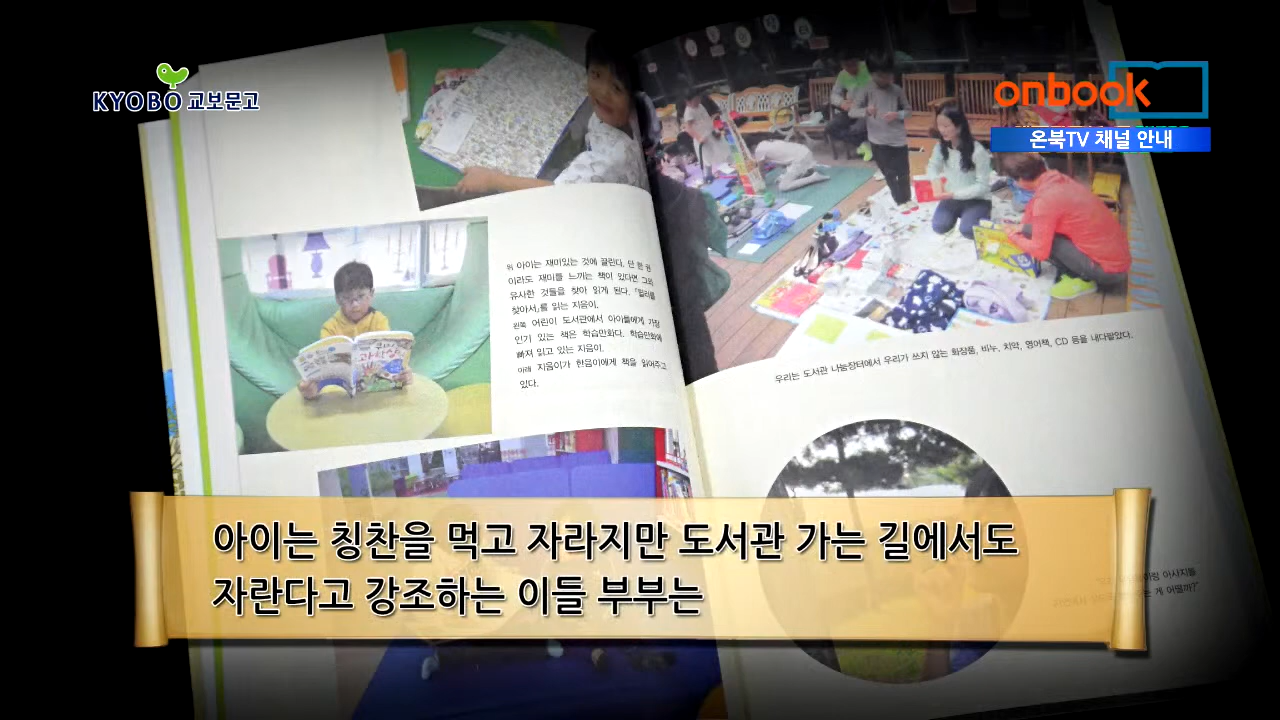 KYOBO 교보문고
onbook
온북TV 채널 안내
위 아이는 재미있는 것에 끌린다. 단 한 권
이라도 재미를 느끼는 책이 있다면 그와
유사한 것들을 찾아 읽게 된다. 『윌리를
찾아서』를 읽는 지음이.
왼쪽 어린이 도서관에서 아이들에게 가장
인기 있는 책은 학습만화다. 학습만화에
빠져 읽고 있는 지음이.
아래 지음이가 한음이에게 책을 읽어주고
있다.
우리는 도서관 나눔장터에서 우리가 쓰지 않는 화장품, 비누, 치약, 영어책, CD 등을 내다팔았다.
아이는 칭찬을 먹고 자라지만 도서관 가는 길에서도
자란다고 강조하는 이들 부부는
게 어떨까?"